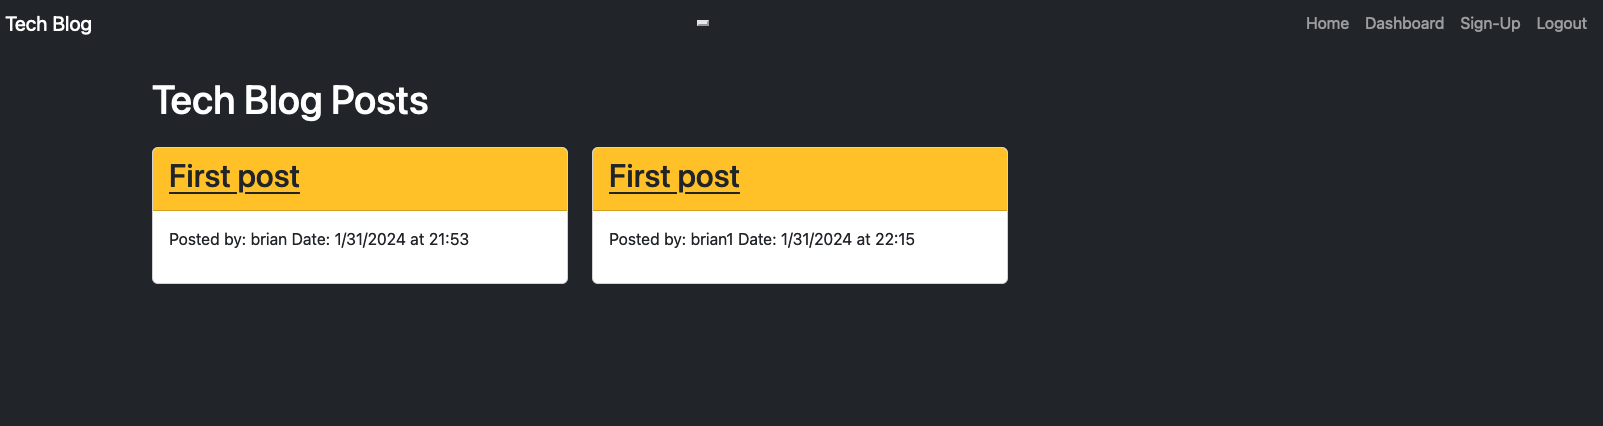 Tech Blog
Home Dashboard Sign-Up Logout
Tech Blog Posts
First post
Posted by: brian Date: 1/31/2024 at 21:53
First post
Posted by: brian1 Date: 1/31/2024 at 22:15